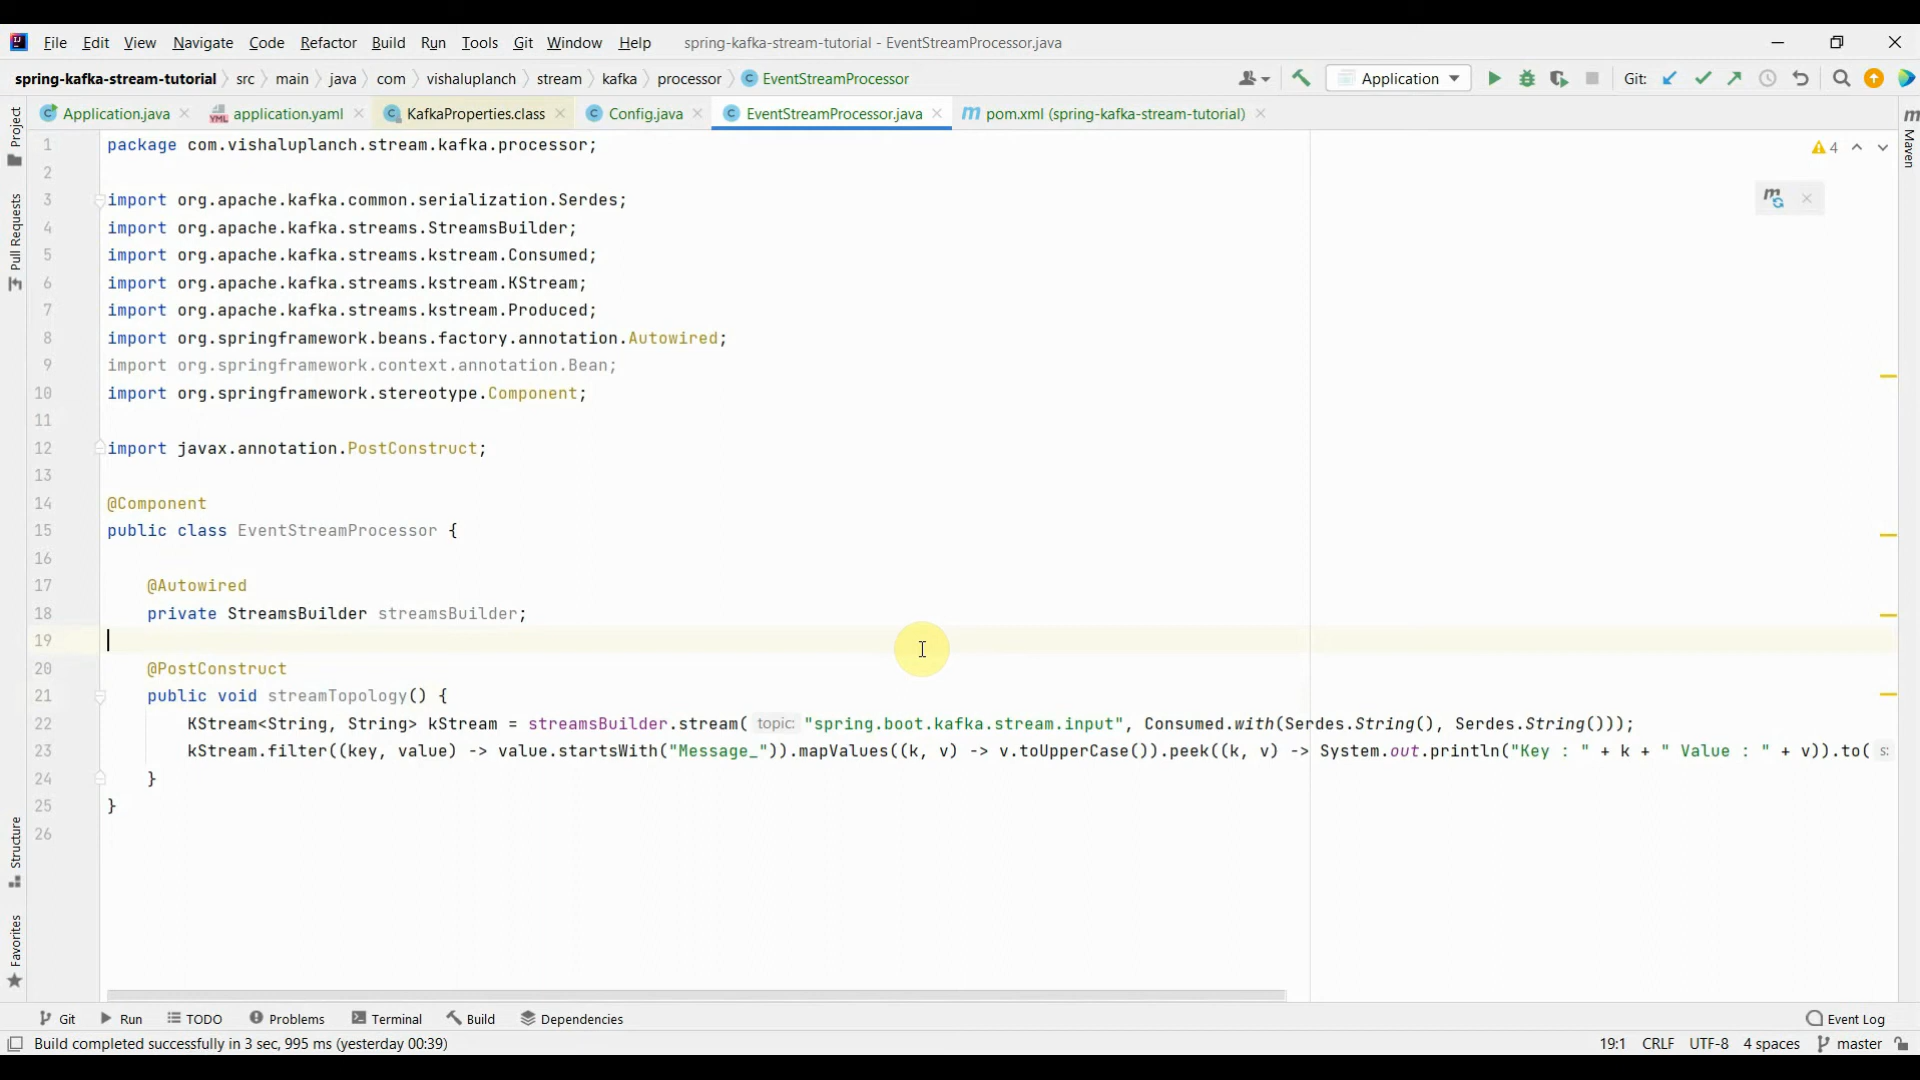 File Edit View Navigate Code Refactor Build Run Tools Git Window Help spring-kafka-stream-tutorial - EventStreamProcessor.java
spring-kafka-stream-tutorial src main java com vishaluplanch stream kafka processor EventStreamProcessor Application Git:
Application.java application.yaml KafkaProperties.class Config.java EventStreamProcessor.java pom.xml (spring-kafka-stream-tutorial)
Project
Pull Requests
Structure
Favorites
Maven
4
1 package com.vishaluplanch.stream.kafka.processor;
2
3 import org.apache.kafka.common.serialization.Serdes;
4 import org.apache.kafka.streams.StreamsBuilder;
5 import org.apache.kafka.streams.kstream.Consumed;
6 import org.apache.kafka.streams.kstream.KStream;
7 import org.apache.kafka.streams.kstream.Produced;
8 import org.springframework.beans.factory.annotation.Autowired;
9 import org.springframework.context.annotation.Bean;
10 import org.springframework.stereotype.Component;
11
12 import javax.annotation.PostConstruct;
13
14 @Component
15 public class EventStreamProcessor {
16
17 @Autowired
18 private StreamsBuilder streamsBuilder;
19
20 @PostConstruct
21 public void streamTopology() {
22 KStream<String, String> kStream = streamsBuilder.stream( topic: "spring.boot.kafka.stream.input", Consumed.with(Serdes.String(), Serdes.String()));
23 kStream.filter((key, value) -> value.startsWith("Message_")).mapValues((k, v) -> v.toUpperCase()).peek((k, v) -> System.out.println("Key : " + k + " Value : " + v)).to( s:
24 }
25 }
26
Git Run TODO Problems Terminal Build Dependencies Event Log
Build completed successfully in 3 sec, 995 ms (yesterday 00:39) 19:1 CRLF UTF-8 4 spaces master